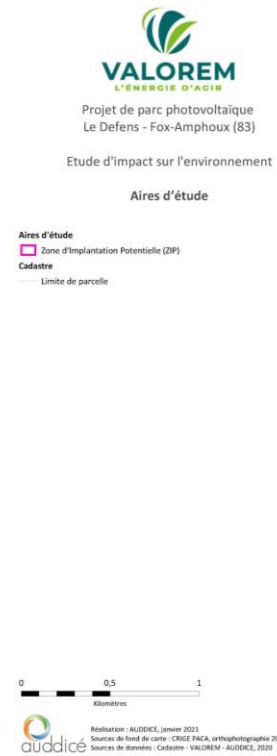 VALOREM
L'ÉNERGIE D'AGIR
Projet de parc photovoltaïque
Le Defens - Fox-Amphoux (83)
Etude d'impact sur l'environnement
Aires d'étude
Aires d'étude
Zone d'Implantation Potentielle (ZIP)
Cadastre
Limite de parcelle
0 0,5 1
Kilomètres
auddicé
Réalisation : AUDDICE, janvier 2021
Sources de fond de carte : CRIGE PACA, orthophotographie
Sources de données : Cadastre - VALOREM - AUDDICE, 2020